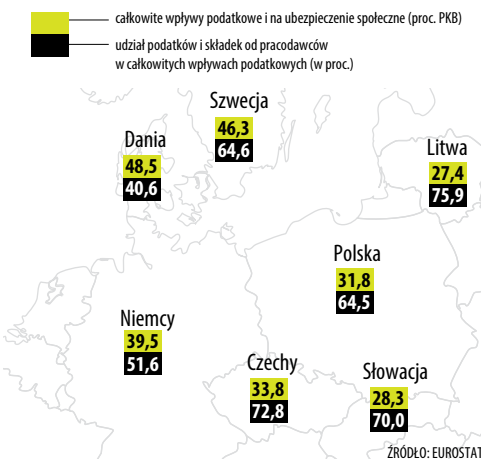 całkowite wpływy podatkowe i na ubezpieczenie społeczne (proc. PKB)
udział podatków i składek od pracodawców
w całkowitych wpływach podatkowych (w proc.)
Szwecja
46,3
64,6
Dania
48,5
40,6
Litwa
27,4
75,9
Polska
31,8
64,5
Niemcy
39,5
51,6
Czechy
33,8
72,8
Słowacja
28,3
70,0
ŹRÓDŁO: EUROSTAT